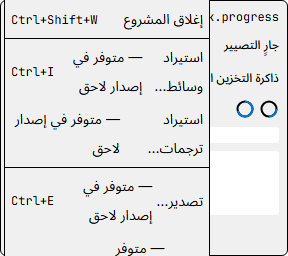 إغلاق المشروع Ctrl+Shift+W
استيراد — متوفر في
وسائط... إصدار لاحق Ctrl+I
استيراد — متوفر في إصدار
ترجمات... لاحق
تصدير... — متوفر في
إصدار لاحق Ctrl+E
— متوفر
x.progress
جارٍ التصيير
ذاكرة التخزين ا